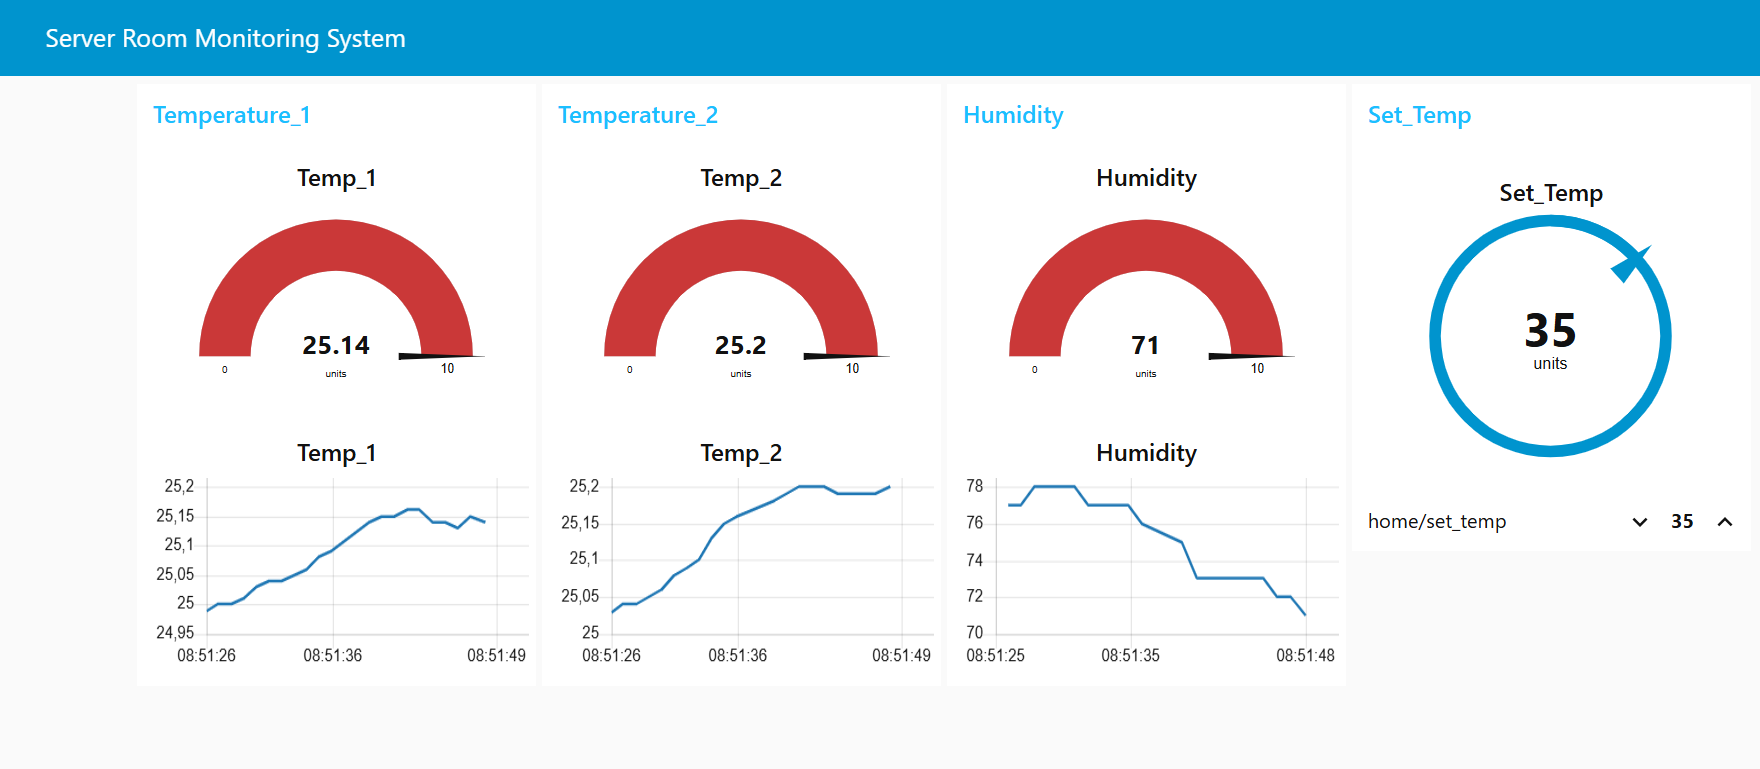 Server Room Monitoring System
Temperature_1
Temp_1
25.14
units
0
10
Temp_1
25,2
25,15
25,1
25,05
25
24,95
08:51:26
08:51:36
08:51:49
Temperature_2
Temp_2
25.2
units
0
10
Temp_2
25,2
25,15
25,1
25,05
25
08:51:26
08:51:36
08:51:49
Humidity
Humidity
71
units
0
10
Humidity
78
76
74
72
70
08:51:25
08:51:35
08:51:48
Set_Temp
Set_Temp
35
units
home/set_temp 35